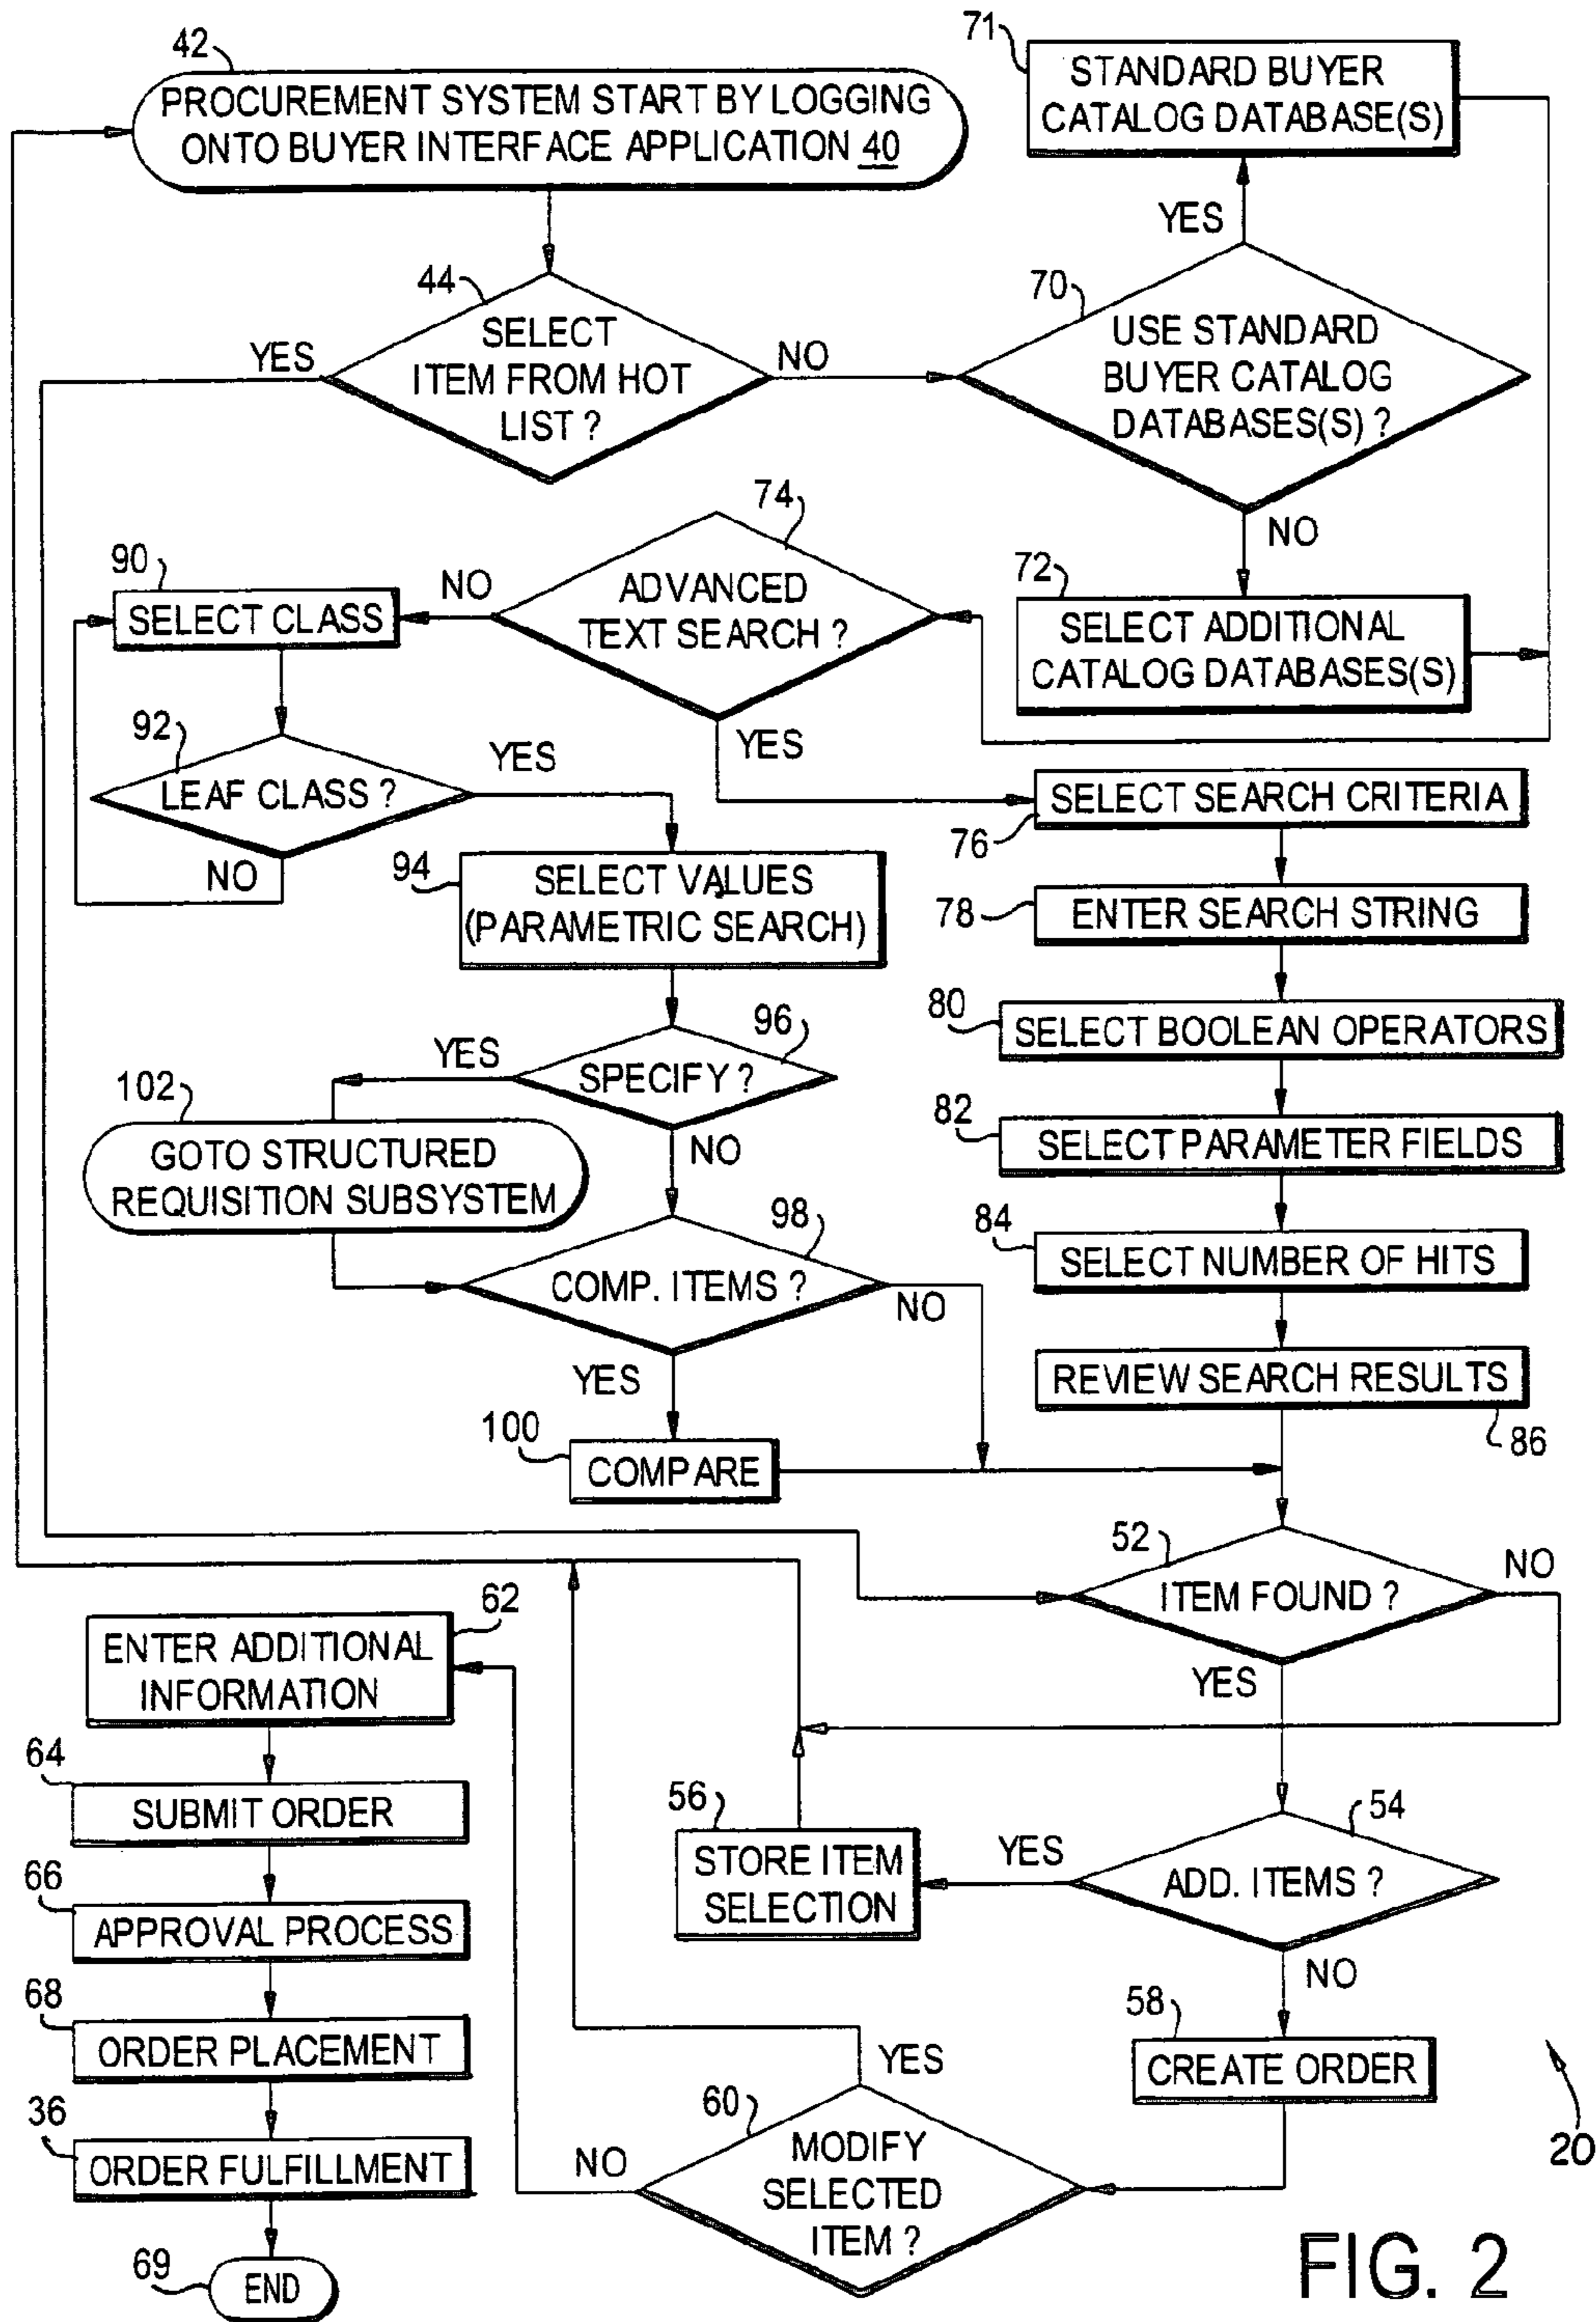 42
PROCUREMENT SYSTEM START BY LOGGING
ONTO BUYER INTERFACE APPLICATION 40
71
STANDARD BUYER
CATALOG DATABASE(S)
YES
44
SELECT
ITEM FROM HOT
LIST ?
YES
NO
70
USE STANDARD
BUYER CATALOG
DATABASES(S) ?
NO
72
SELECT ADDITIONAL
CATALOG DATABASES(S)
74
ADVANCED
TEXT SEARCH ?
NO
YES
90
SELECT CLASS
92
LEAF CLASS ?
YES
NO
94
SELECT VALUES
(PARAMETRIC SEARCH)
96
SPECIFY ?
YES
NO
102
GOTO STRUCTURED
REQUISITION SUBSYSTEM
98
COMP. ITEMS ?
NO
YES
100
COMPARE
SELECT SEARCH CRITERIA
76
78
ENTER SEARCH STRING
80
SELECT BOOLEAN OPERATORS
82
SELECT PARAMETER FIELDS
84
SELECT NUMBER OF HITS
REVIEW SEARCH RESULTS
86
52
ITEM FOUND ?
NO
YES
54
ADD. ITEMS ?
YES
NO
56
STORE ITEM
SELECTION
58
CREATE ORDER
60
MODIFY
SELECTED
ITEM ?
YES
NO
62
ENTER ADDITIONAL
INFORMATION
64
SUBMIT ORDER
66
APPROVAL PROCESS
68
ORDER PLACEMENT
36
ORDER FULFILLMENT
69
END
20
FIG. 2